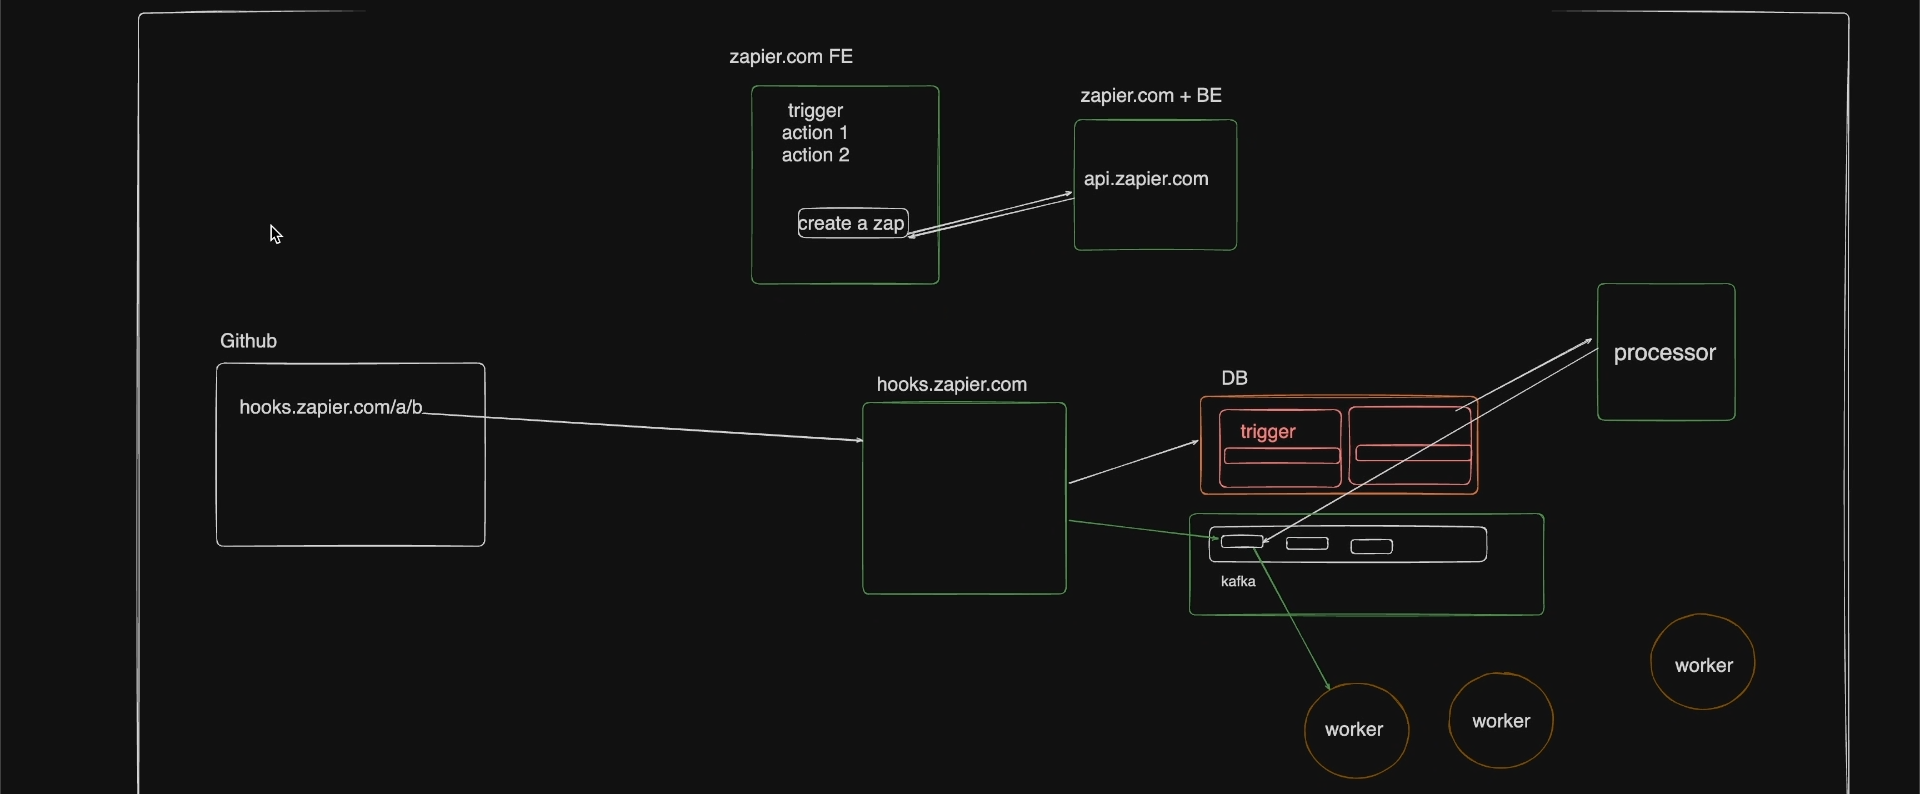 zapier.com FE
trigger
action 1
action 2
create a zap
zapier.com + BE
api.zapier.com
Github
hooks.zapier.com/a/b
hooks.zapier.com
DB
trigger
processor
kafka
worker
worker
worker